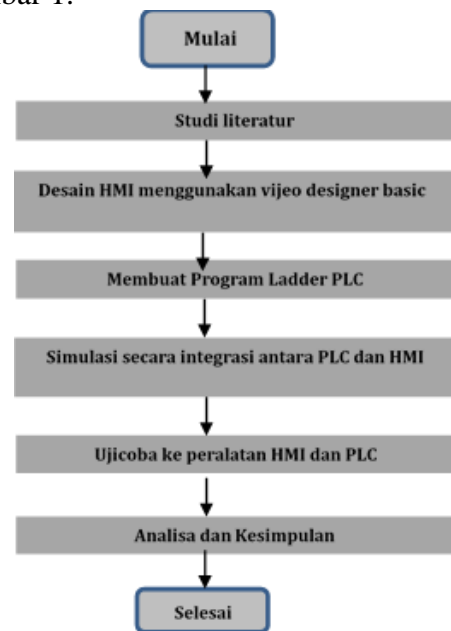 Mulai
Studi literatur
Desain HMI menggunakan vijeo designer basic
Membuat Program Ladder PLC
Simulasi secara integrasi antara PLC dan HMI
Ujicoba ke peralatan HMI dan PLC
Analisa dan Kesimpulan
Selesai